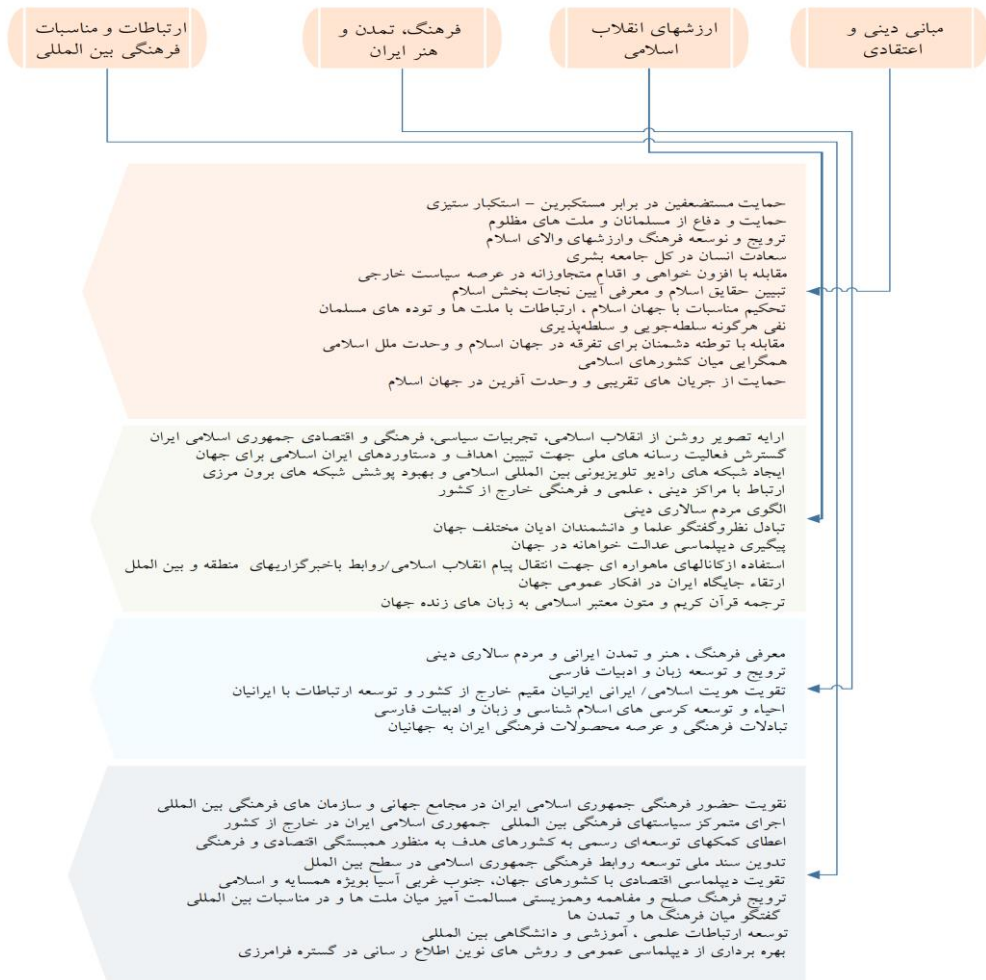 مبانی دینی و
اعتقادی
ارزشهای انقلاب
اسلامی
فرهنگ، تمدن و
هنر ایران
ارتباطات و مناسبات
فرهنگی بین المللی
حمایت مستضعفین در برابر مستکبرین – استکبار ستیزی
حمایت و دفاع از مسلمانان و ملت های مظلوم
ترویج و توسعه فرهنگ وارزشهای والای اسلام
سعادت انسان در کل جامعه بشری
مقابله با افزون خواهی و اقدام متجاوزانه در عرصه سیاست خارجی
تبیین حقایق اسلام و معرفی آیین نجات بخش اسلام
تحکیم مناسبات با جهان اسلام ، ارتباطات با ملت ها و توده های مسلمان
نفی هرگونه سلطه‌جویی و سلطه‌پذیری
مقابله با توطئه دشمنان برای تفرقه در جهان اسلام و وحدت ملل اسلامی
همگرایی میان کشورهای اسلامی
حمایت از جریان های تقریبی و وحدت آفرین در جهان اسلام
ارایه تصویر روشن از انقلاب اسلامی، تجربیات سیاسی، فرهنگی و اقتصادی جمهوری اسلامی ایران
گسترش فعالیت رسانه های ملی جهت تبیین اهداف و دستاوردهای ایران اسلامی برای جهان
ایجاد شبکه های رادیو تلویزیونی بین المللی اسلامی و بهبود پوشش شبکه های برون مرزی
ارتباط با مراکز دینی ، علمی و فرهنگی خارج از کشور
الگوی مردم سالاری دینی
تبادل نظروگفتگو علما و دانشمندان ادیان مختلف جهان
پیگیری دیپلماسی عدالت خواهانه در جهان
استفاده ازکانالهای ماهواره ای جهت انتقال پیام انقلاب اسلامی/روابط باخبرگزاریهای منطقه و بین الملل
ارتقاء جایگاه ایران در افکار عمومی جهان
ترجمه قرآن کریم و متون معتبر اسلامی به زبان های زنده جهان
معرفی فرهنگ ، هنر و تمدن ایرانی و مردم سالاری دینی
ترویج و توسعه زبان و ادبیات فارسی
تقویت هویت اسلامی/ ایرانی ایرانیان مقیم خارج از کشور و توسعه ارتباطات با ایرانیان
احیاء و توسعه کرسی های اسلام شناسی و زبان و ادبیات فارسی
تبادلات فرهنگی و عرصه محصولات فرهنگی ایران به جهانیان
تقویت حضور فرهنگی جمهوری اسلامی ایران در مجامع جهانی و سازمان های فرهنگی بین المللی
اجرای متمرکز سیاستهای فرهنگی بین المللی جمهوری اسلامی ایران در خارج از کشور
اعطای کمکهای توسعه‌ای رسمی به کشورهای هدف به منظور همبستگی اقتصادی و فرهنگی
تدوین سند ملی توسعه روابط فرهنگی جمهوری اسلامی در سطح بین الملل
تقویت دیپلماسی اقتصادی با کشورهای جهان، جنوب غربی آسیا بویژه همسایه و اسلامی
ترویج فرهنگ صلح و مفاهمه وهمزیستی مسالمت آمیز میان ملت ها و در مناسبات بین المللی
گفتگو میان فرهنگ ها و تمدن ها
توسعه ارتباطات علمی ، آموزشی و دانشگاهی بین المللی
بهره برداری از دیپلماسی عمومی و روش های نوین اطلاع ر سانی در گستره فرامرزی